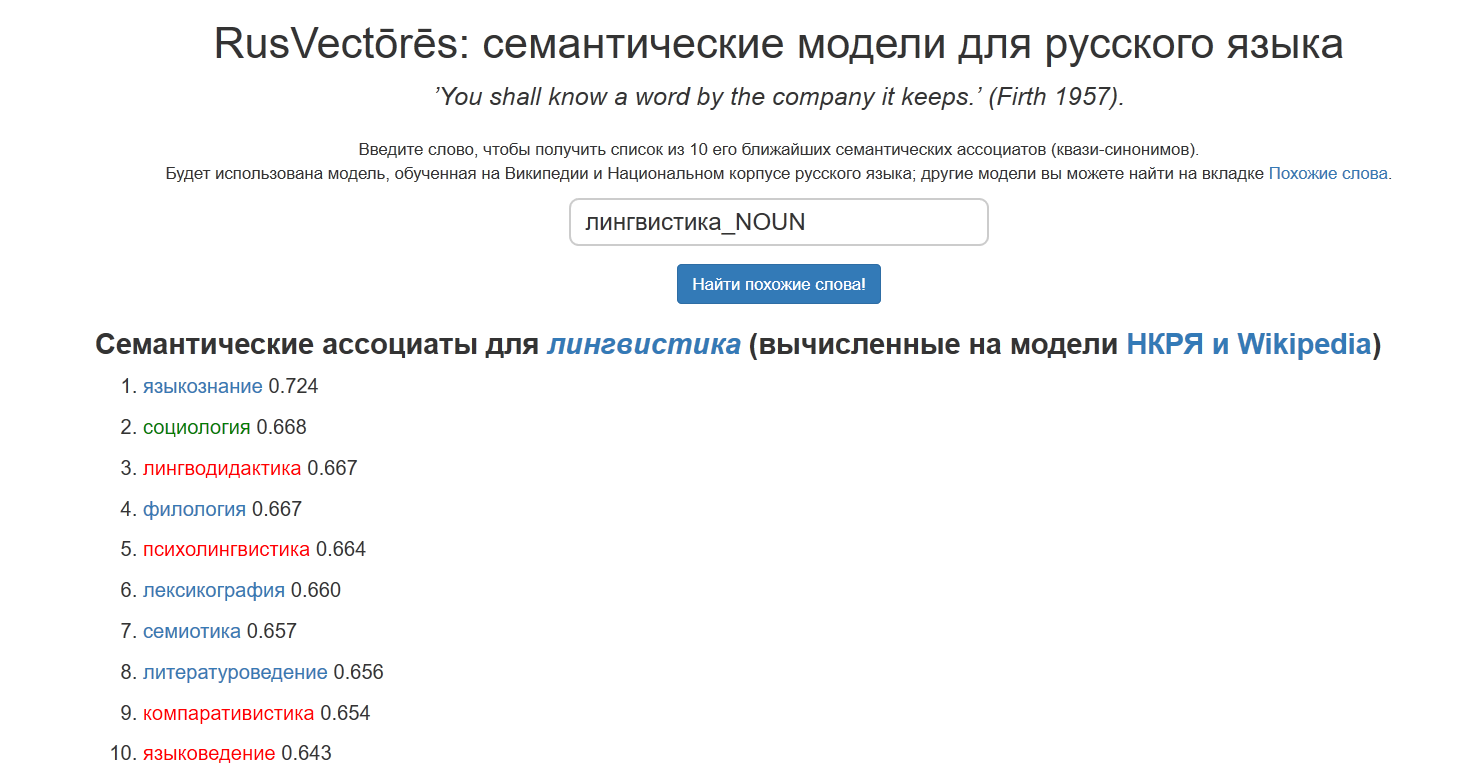 RusVectōrēs: семантические модели для русского языка
’You shall know a word by the company it keeps.’ (Firth 1957).
Введите слово, чтобы получить список из 10 его ближайших семантических ассоциатов (квази-синонимов).
Будет использована модель, обученная на Википедии и Национальном корпусе русского языка; другие модели вы можете найти на вкладке Похожие слова.
лингвистика_NOUN
Найти похожие слова!
Семантические ассоциаты для лингвистика (вычисленные на модели НКРЯ и Wikipedia)
1. языкознание 0.724
2. социология 0.668
3. лингводидактика 0.667
4. филология 0.667
5. психолингвистика 0.664
6. лексикография 0.660
7. семиотика 0.657
8. литературоведение 0.656
9. компаративистика 0.654
10. языковедение 0.643